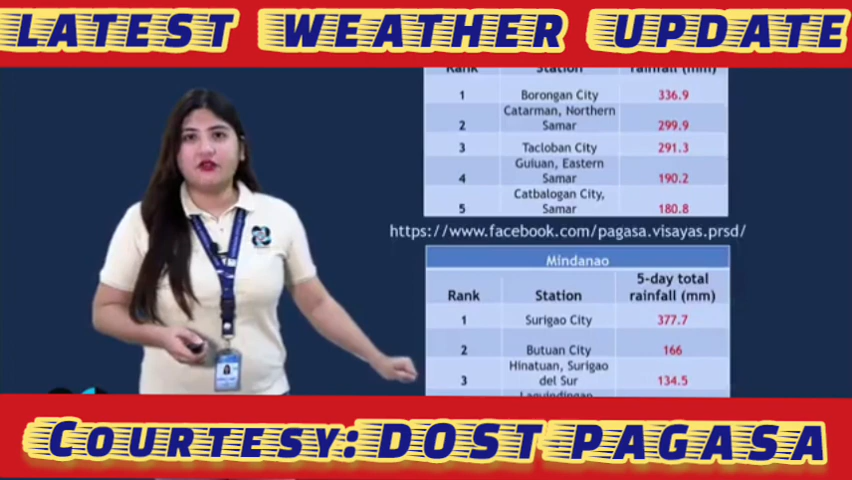 LATEST WEATHER UPDATE
Rank Station rainfall (mm)
1 Borongan City 336.9
Catarman, Northern
2 Samar 299.9
3 Tacloban City 291.3
Guiuan, Eastern
4 Samar 190.2
Catbalogan City,
5 Samar 180.8
https://www.facebook.com/pagasa.visayas.prsd/
Mindanao
5-day total
Rank Station rainfall (mm)
1 Surigao City 377.7
2 Butuan City 166
Hinatuan, Surigao
3 del Sur 134.5
COURTESY: DOST PAGASA